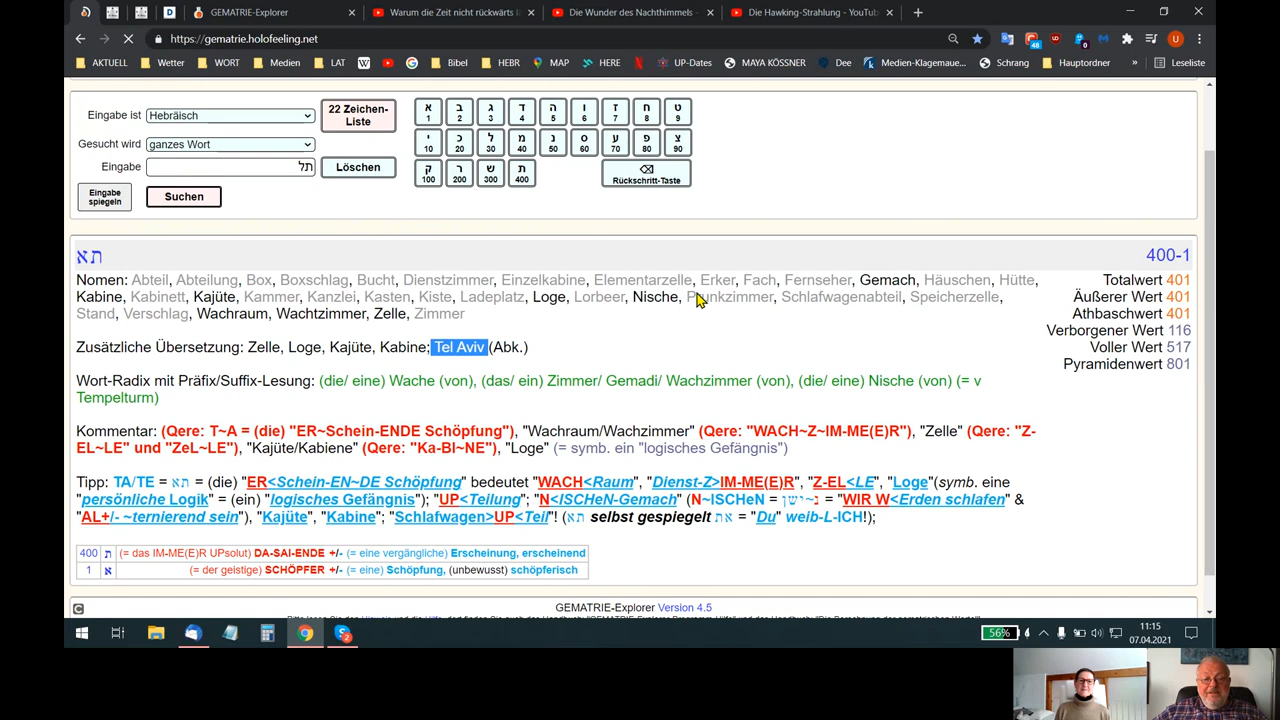 GEMATRIE-Explorer
Warum die Zeit nicht rückwärts l
Die Wunder des Nachthimmels -
Die Hawking-Strahlung - YouTub
https://gematrie.holofeeling.net
48
0
U
AKTUELL Wetter WORT Medien LAT Bibel HEBR MAP HERE UP-Dates MAYA KÖSSNER Dee Medien-Klagemaue... Schrang Hauptordner » Leseliste
Eingabe ist Hebräisch
22 Zeichen-Liste
Gesucht wird ganzes Wort
Eingabe תל Löschen
Eingabe spiegeln
Suchen
א ב ג ד ה ו ז ח ט
1 2 3 4 5 6 7 8 9
י כ ל מ נ ס ע פ צ
10 20 30 40 50 60 70 80 90
ק ר ש ת
100 200 300 400
Rückschritt-Taste
תא 400-1
Nomen: Abteil, Abteilung, Box, Boxschlag, Bucht, Dienstzimmer, Einzelkabine, Elementarzelle, Erker, Fach, Fernseher, Gemach, Häuschen, Hütte,
Kabine, Kabinett, Kajüte, Kammer, Kanzlei, Kasten, Kiste, Ladeplatz, Loge, Lorbeer, Nische, Prunkzimmer, Schlafwagenabteil, Speicherzelle,
Stand, Verschlag, Wachraum, Wachtzimmer, Zelle, Zimmer
Totalwert 401
Äußerer Wert 401
Athbaschwert 401
Verborgener Wert 116
Voller Wert 517
Pyramidenwert 801
Zusätzliche Übersetzung: Zelle, Loge, Kajüte, Kabine; Tel Aviv (Abk.)
Wort-Radix mit Präfix/Suffix-Lesung: (die/ eine) Wache (von), (das/ ein) Zimmer/ Gemadi/ Wachzimmer (von), (die/ eine) Nische (von) (= v
Tempelturm)
Kommentar: (Qere: T~A = (die) "ER~Schein-ENDE Schöpfung"), "Wachraum/Wachzimmer" (Qere: "WACH~Z~IM-ME(E)R"), "Zelle" (Qere: "Z-
EL~LE" und "ZeL~LE"), "Kajüte/Kabiene" (Qere: "Ka-BI~NE"), "Loge" (= symb. ein "logisches Gefängnis")
Tipp: TA/TE = תא = (die) "ER<Schein-EN~DE Schöpfung" bedeutet "WACH<Raum", "Dienst-Z>IM-ME(E)R", "Z-EL<LE", "Loge"(symb. eine
"persönliche Logik" = (ein) "logisches Gefängnis"); "UP<Teilung"; "N<ISCHeN-Gemach" (N~ISCHeN = נ~ישן = "WIR W<Erden schlafen" &
"AL+/- ~ternierend sein"), "Kajüte", "Kabine"; "Schlafwagen>UP<Teil"! (תא selbst gespiegelt את = "Du" weib-L-ICH!);
400 ת (= das IM-ME(E)R UPsolut) DA-SAI-ENDE +/- (= eine vergängliche) Erscheinung, erscheinend
1 א (= der geistige) SCHÖPFER +/- (= eine) Schöpfung, (unbewusst) schöpferisch
GEMATRIE-Explorer Version 4.5
56%
11:15
07.04.2021